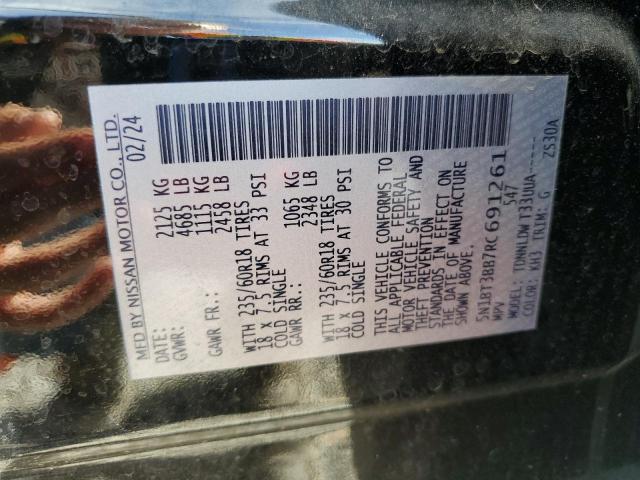 MFD BY NISSAN MOTOR CO., LTD.
DATE: 02/24
GVWR: 2125 KG
4685 LB
GAWR FR.: 1115 KG
2458 LB
WITH 235/60R18 TIRES
18 X 7.5 RIMS AT 33 PSI
COLD SINGLE
GAWR RR.: 1065 KG
2348 LB
WITH 235/60R18 TIRES
18 X 7.5 RIMS AT 30 PSI
COLD SINGLE
THIS VEHICLE CONFORMS TO
ALL APPLICABLE FEDERAL
MOTOR VEHICLE SAFETY AND
THEFT PREVENTION
STANDARDS IN EFFECT ON
THE DATE OF MANUFACTURE
SHOWN ABOVE.
5N1BT3BB7RC691261
MPV 547
MODEL: TDNNLDW T33UUA------
COLOR: KH3 TRIM: G ZS30A